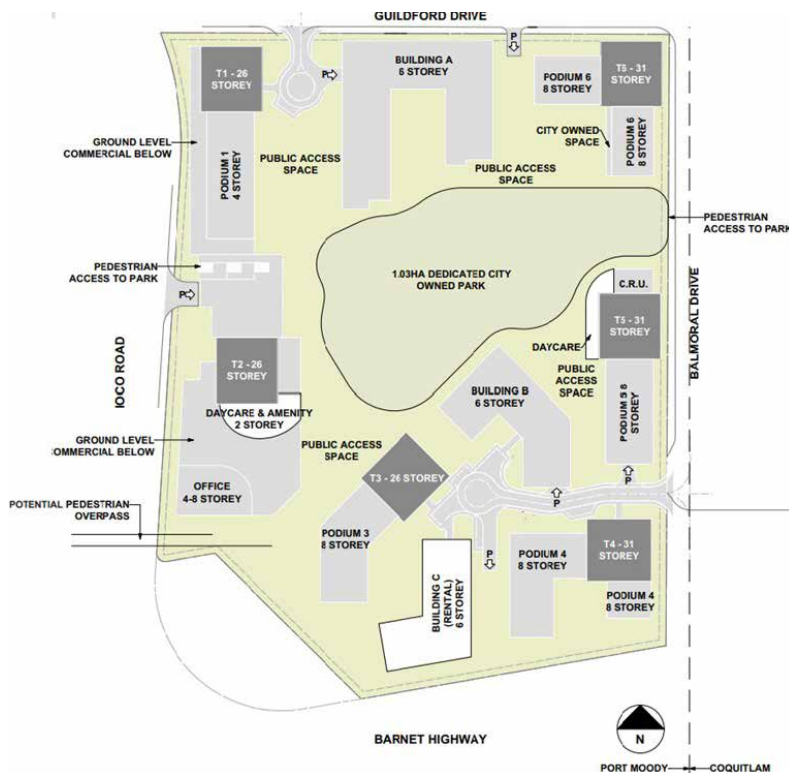 GUILDFORD DRIVE
P
P
T1 - 26
STOREY
BUILDING A
6 STOREY
PODIUM 6
8 STOREY
T5 - 31
STOREY
GROUND LEVEL
COMMERCIAL BELOW
PODIUM 1
4 STOREY
PUBLIC ACCESS
SPACE
CITY OWNED
SPACE
PODIUM 6
8 STOREY
PUBLIC ACCESS
SPACE
PEDESTRIAN
ACCESS TO PARK
PEDESTRIAN
ACCESS TO PARK
1.03HA DEDICATED CITY
OWNED PARK
P
C.R.U.
T5 - 31
STOREY
DAYCARE
IOCO ROAD
BALMORAL DRIVE
T2 - 26
STOREY
PUBLIC ACCESS
SPACE
BUILDING B
6 STOREY
DAYCARE & AMENITY
2 STOREY
PODIUM 5 8
STOREY
GROUND LEVEL
COMMERCIAL BELOW
PUBLIC ACCESS
SPACE
T3 - 26 STOREY
P
OFFICE
4-8 STOREY
P
POTENTIAL PEDESTRIAN
OVERPASS
PODIUM 3
8 STOREY
P
PODIUM 4
8 STOREY
T4 - 31
STOREY
BUILDING C
(RENTAL)
6 STOREY
PODIUM 4
8 STOREY
BARNET HIGHWAY
N
PORT MOODY
COQUITLAM